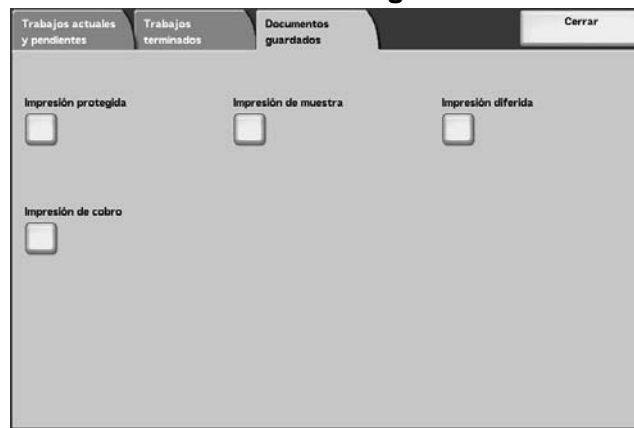 Trabajos actuales
y pendientes
Trabajos
terminados
Documentos
guardados
Cerrar
Impresión protegida
Impresión de muestra
Impresión diferida
Impresión de cobro